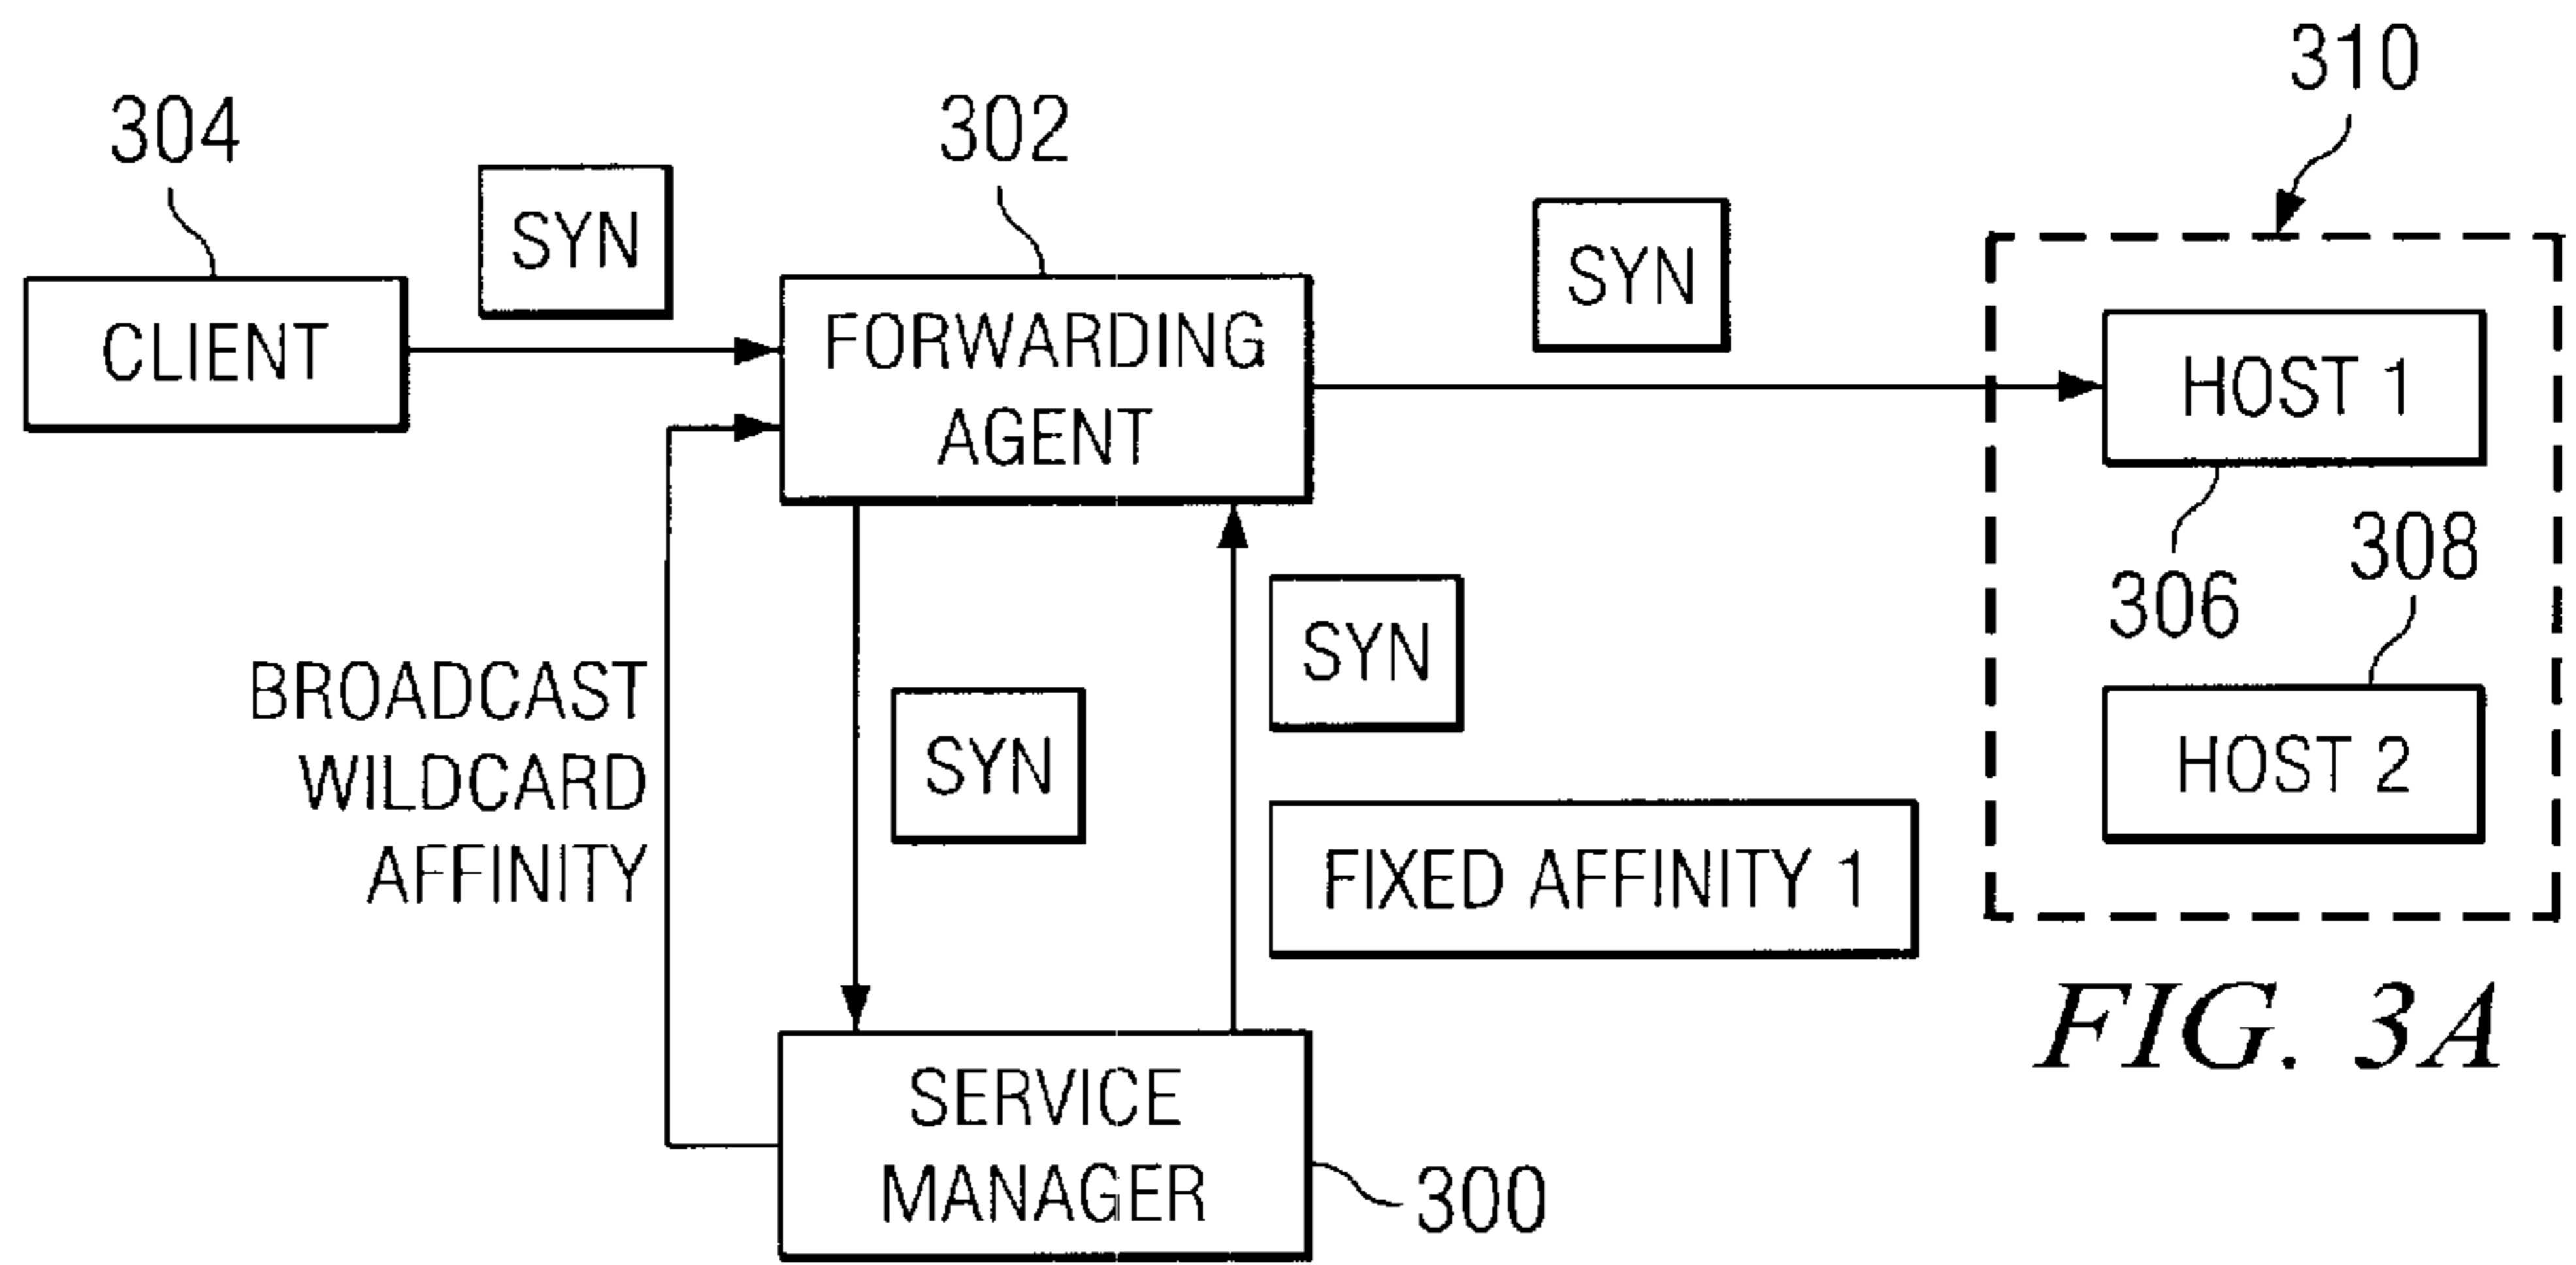 310
304
302
SYN
SYN
CLIENT
FORWARDING
AGENT
HOST 1
306
308
SYN
BROADCAST
WILDCARD
AFFINITY
SYN
HOST 2
FIXED AFFINITY 1
FIG. 3A
SERVICE
MANAGER
300